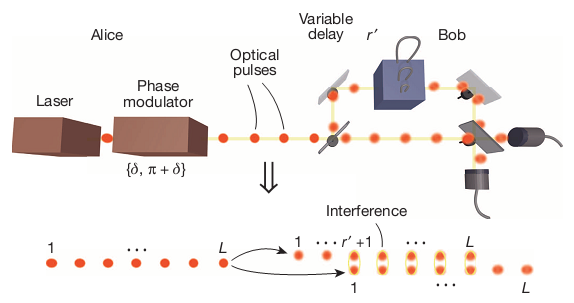 Alice
Variable
delay
r′
Bob
Optical
pulses
Laser
Phase
modulator
{δ, π + δ}
Interference
1
...
L
1
...
r′ +1
...
L
1
...
L